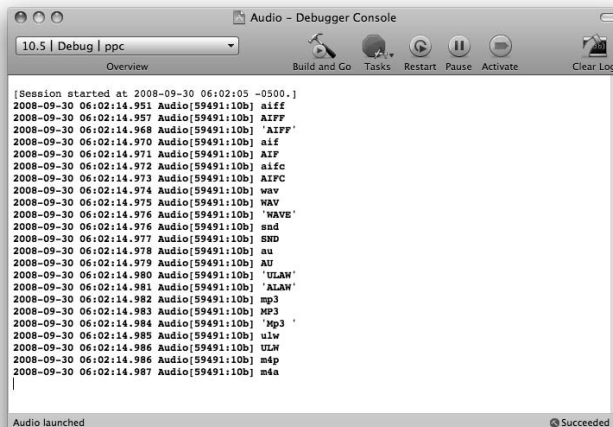 Audio - Debugger Console
10.5 | Debug | ppc
Overview Build and Go Tasks Restart Pause Activate Clear Log
[Session started at 2008-09-30 06:02:05 -0500.]
2008-09-30 06:02:14.951 Audio[59491:10b] aiff
2008-09-30 06:02:14.957 Audio[59491:10b] AIFF
2008-09-30 06:02:14.968 Audio[59491:10b] 'AIFF'
2008-09-30 06:02:14.970 Audio[59491:10b] aif
2008-09-30 06:02:14.971 Audio[59491:10b] AIF
2008-09-30 06:02:14.972 Audio[59491:10b] aifc
2008-09-30 06:02:14.973 Audio[59491:10b] AIFC
2008-09-30 06:02:14.974 Audio[59491:10b] wav
2008-09-30 06:02:14.975 Audio[59491:10b] WAV
2008-09-30 06:02:14.976 Audio[59491:10b] 'WAVE'
2008-09-30 06:02:14.976 Audio[59491:10b] snd
2008-09-30 06:02:14.977 Audio[59491:10b] SND
2008-09-30 06:02:14.978 Audio[59491:10b] au
2008-09-30 06:02:14.979 Audio[59491:10b] AU
2008-09-30 06:02:14.980 Audio[59491:10b] 'ULAW'
2008-09-30 06:02:14.981 Audio[59491:10b] 'ALAW'
2008-09-30 06:02:14.982 Audio[59491:10b] mp3
2008-09-30 06:02:14.983 Audio[59491:10b] MP3
2008-09-30 06:02:14.984 Audio[59491:10b] 'Mp3 '
2008-09-30 06:02:14.985 Audio[59491:10b] ulw
2008-09-30 06:02:14.986 Audio[59491:10b] ULW
2008-09-30 06:02:14.986 Audio[59491:10b] m4p
2008-09-30 06:02:14.987 Audio[59491:10b] m4a
Audio launched Succeeded